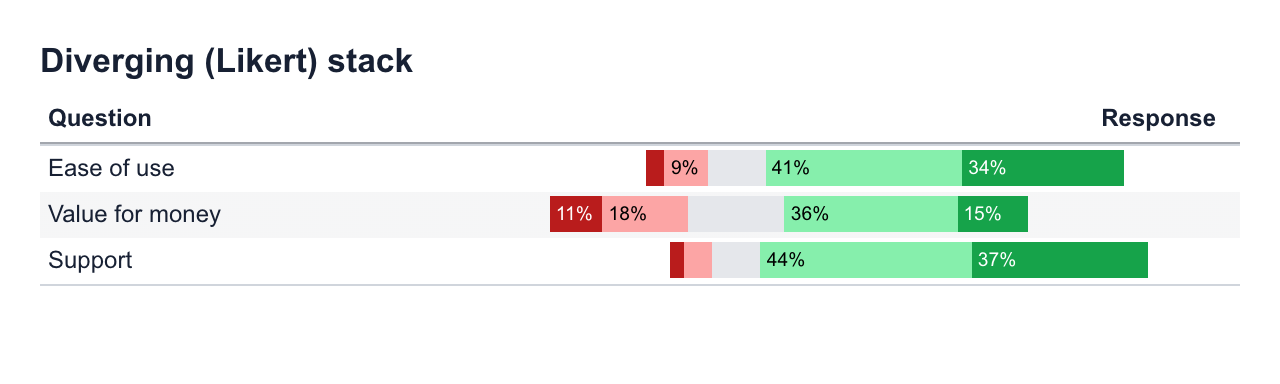 Diverging (Likert) stack
Question Response
Ease of use 9% 41% 34%
Value for money 11% 18% 36% 15%
Support 44% 37%